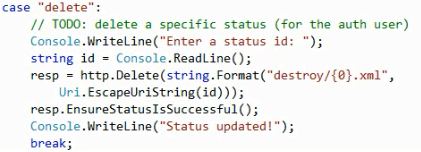 case "delete":
// TODO: delete a specific status (for the auth user)
Console.WriteLine("Enter a status id: ");
string id = Console.ReadLine();
resp = http.Delete(string.Format("destroy/{0}.xml",
Uri.EscapeUriString(id)));
resp.EnsureStatusIsSuccessful();
Console.WriteLine("Status updated!");
break;